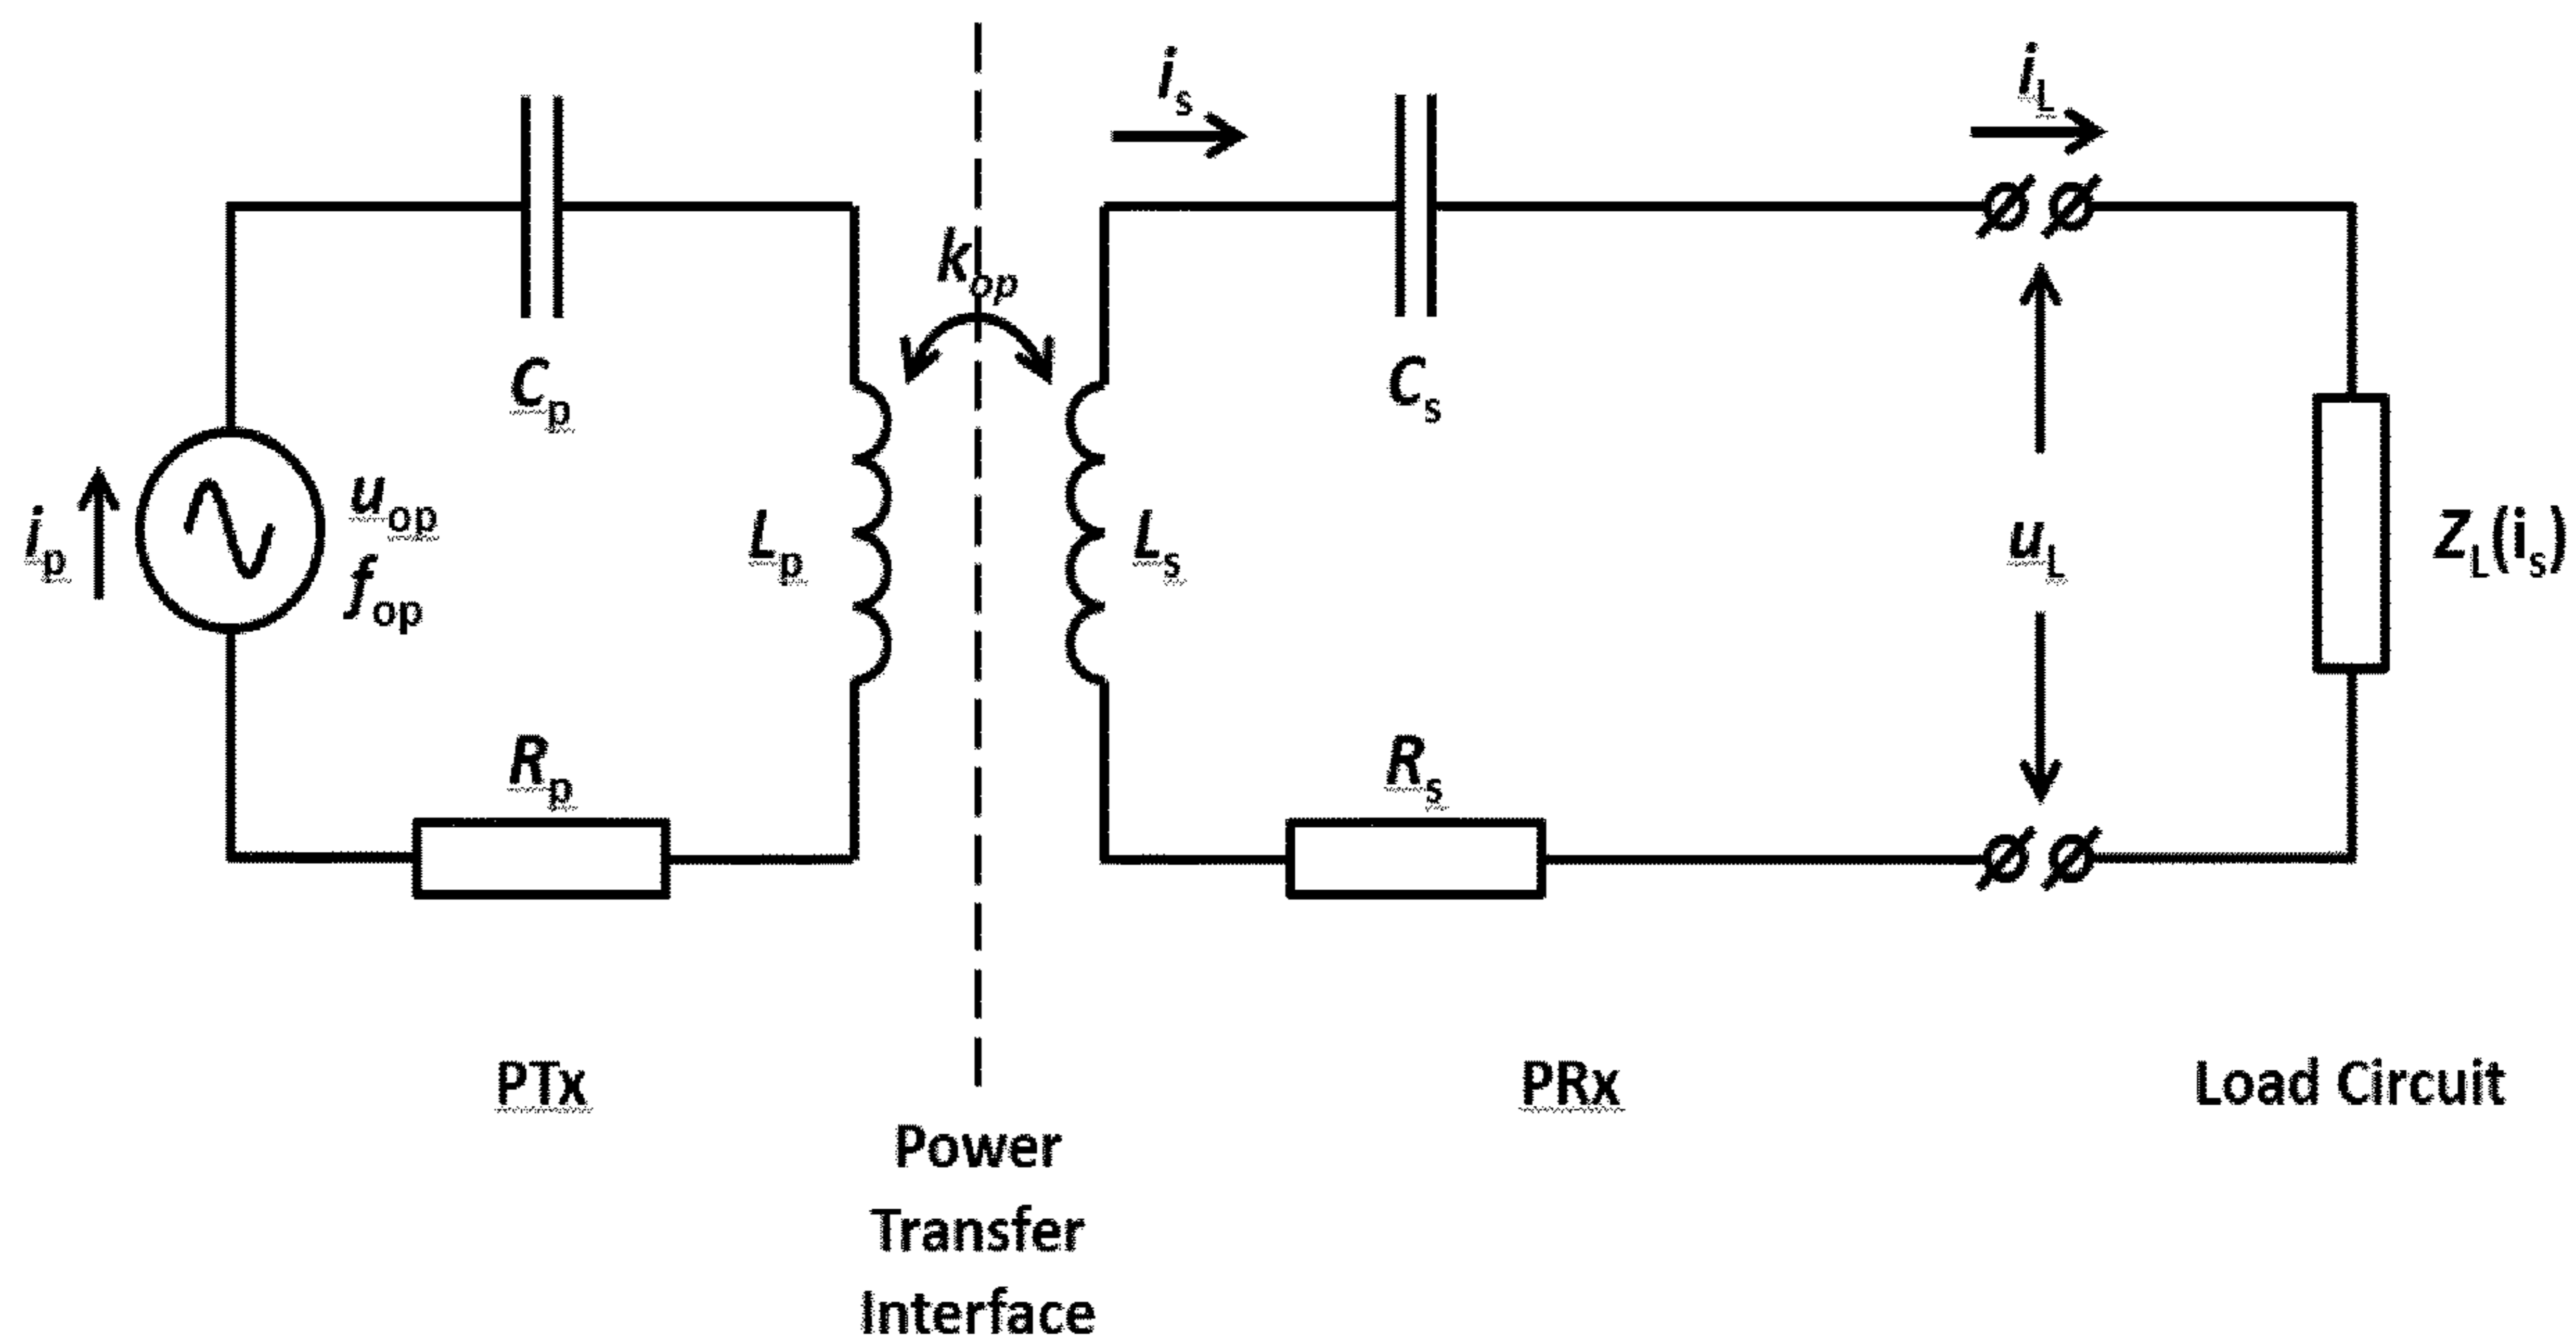 is
iL
kop
Cp
Cs
ip
uop
fop
Lp
Ls
uL
ZL(is)
Rp
Rs
PTx
PRx
Load Circuit
Power
Transfer
Interface